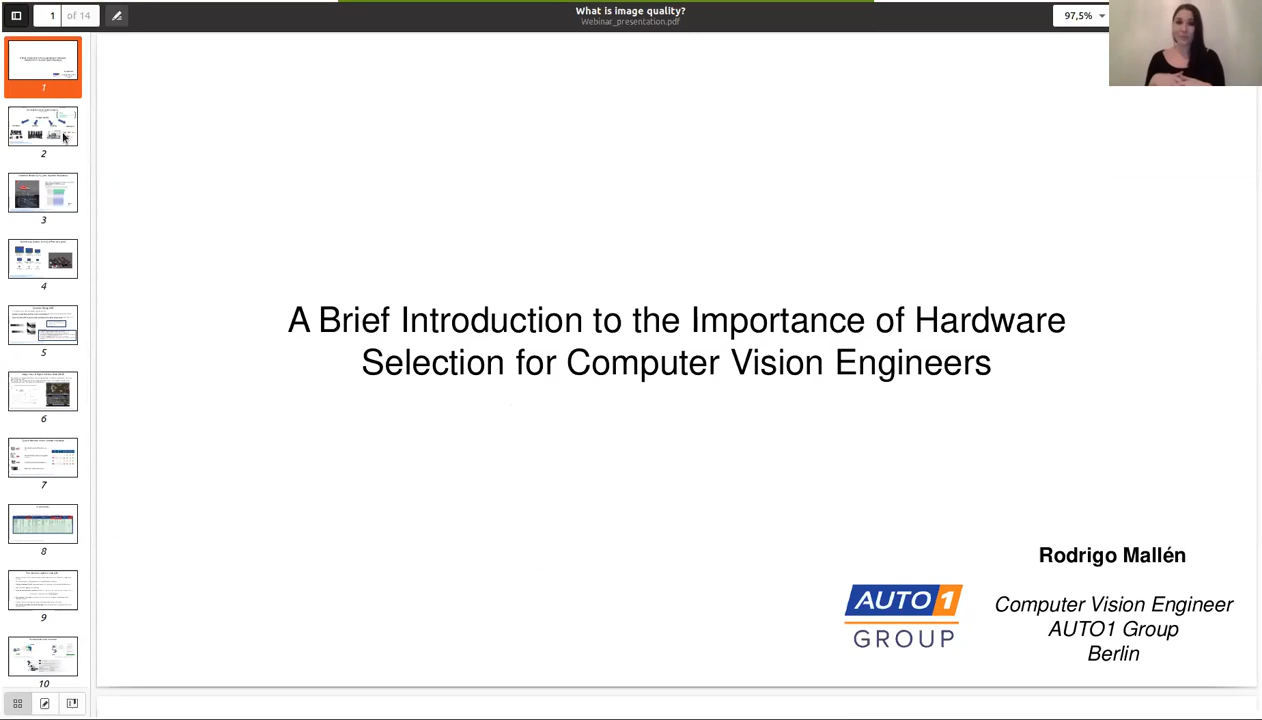 What is image quality?
Webinar_presentation.pdf
1 of 14
97,5%
1
2
3
4
5
6
7
8
9
10
A Brief Introduction to the Importance of Hardware
Selection for Computer Vision Engineers
Rodrigo Mallén
AUTO1
GROUP
Computer Vision Engineer
AUTO1 Group
Berlin